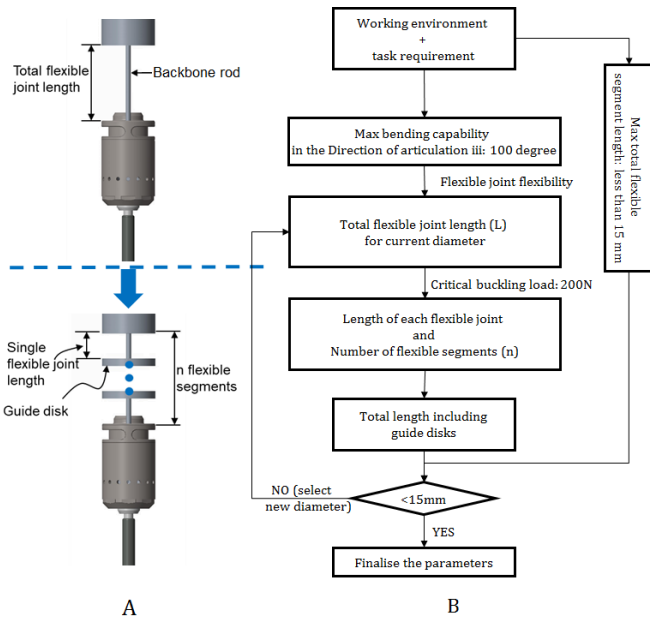 Total flexible
joint length
Backbone rod
Single
flexible joint
length
Guide disk
n flexible
segments
A
Working environment
+
task requirement
Max total flexible
segment length: less than 15 mm
Max bending capability
in the Direction of articulation iii: 100 degree
Flexible joint flexibility
Total flexible joint length (L)
for current diameter
Critical buckling load: 200N
Length of each flexible joint
and
Number of flexible segments (n)
Total length including
guide disks
NO (select
new diameter)
<15mm
YES
Finalise the parameters
B